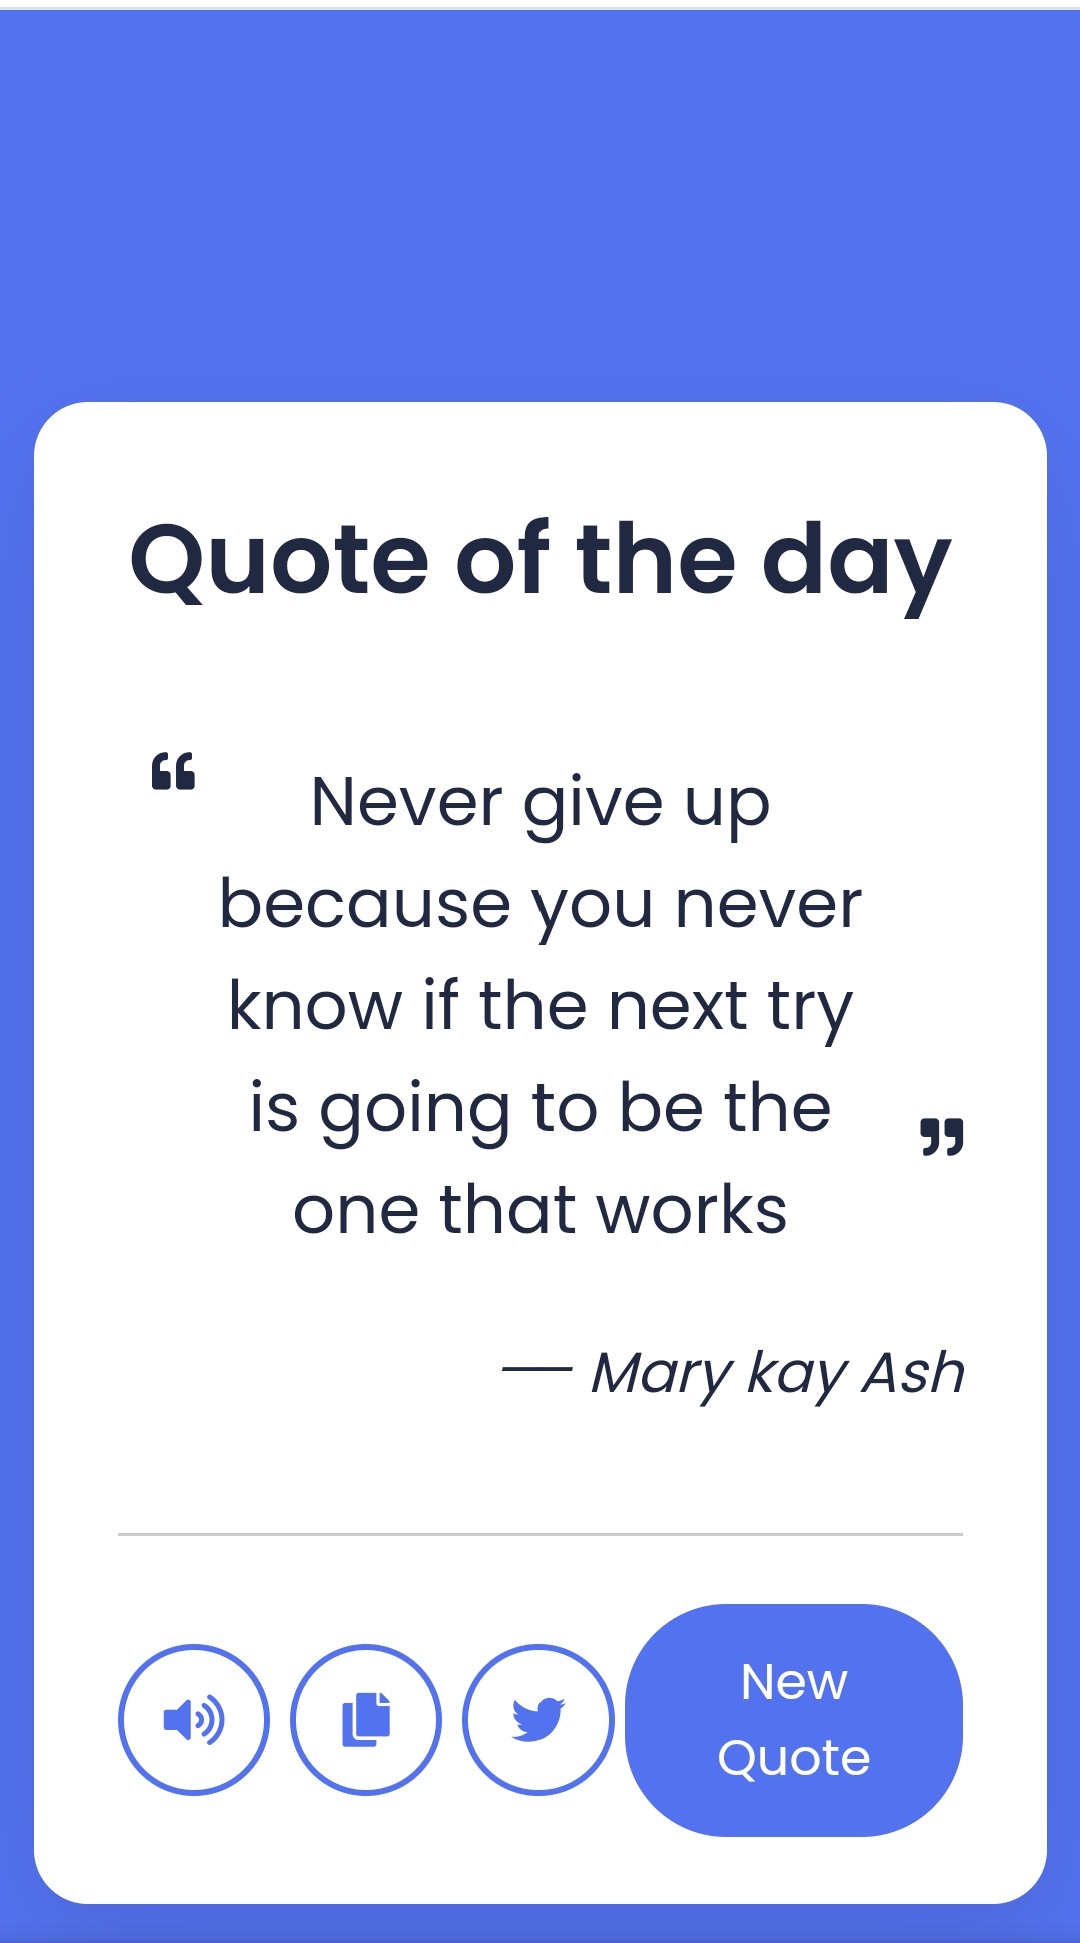 Quote of the day
“ Never give up
because you never
know if the next try
is going to be the ”
one that works
— Mary kay Ash
New
Quote